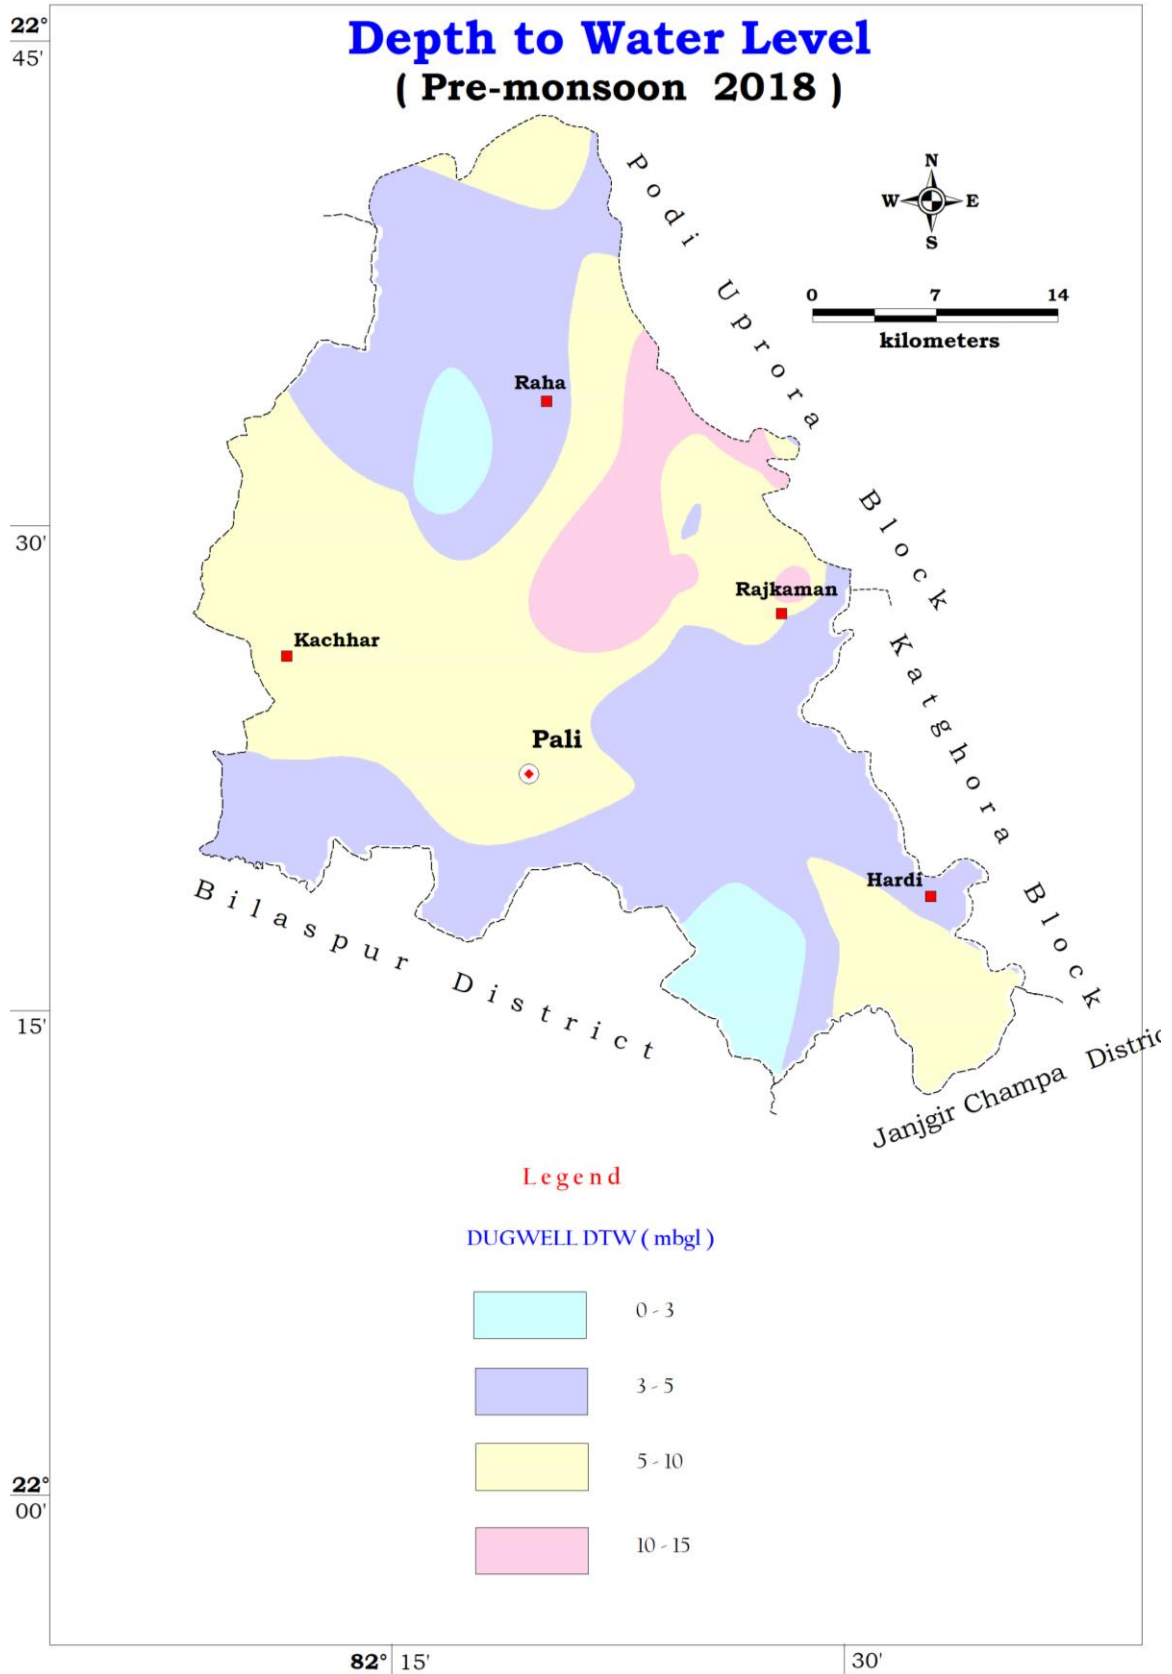 Depth to Water Level
( Pre-monsoon 2018 )
22°
45'
N
W E
S
0 7 14
kilometers
Podi Uprora Block
Raha
30'
Rajkaman
Kachhar
Katghora Block
Pali
Hardi
Bilaspur District
15'
Janjgir Champa Distric
Legend
DUGWELL DTW ( mbgl )
0 - 3
3 - 5
5 - 10
22°
00'
10 - 15
82° 15' 30'